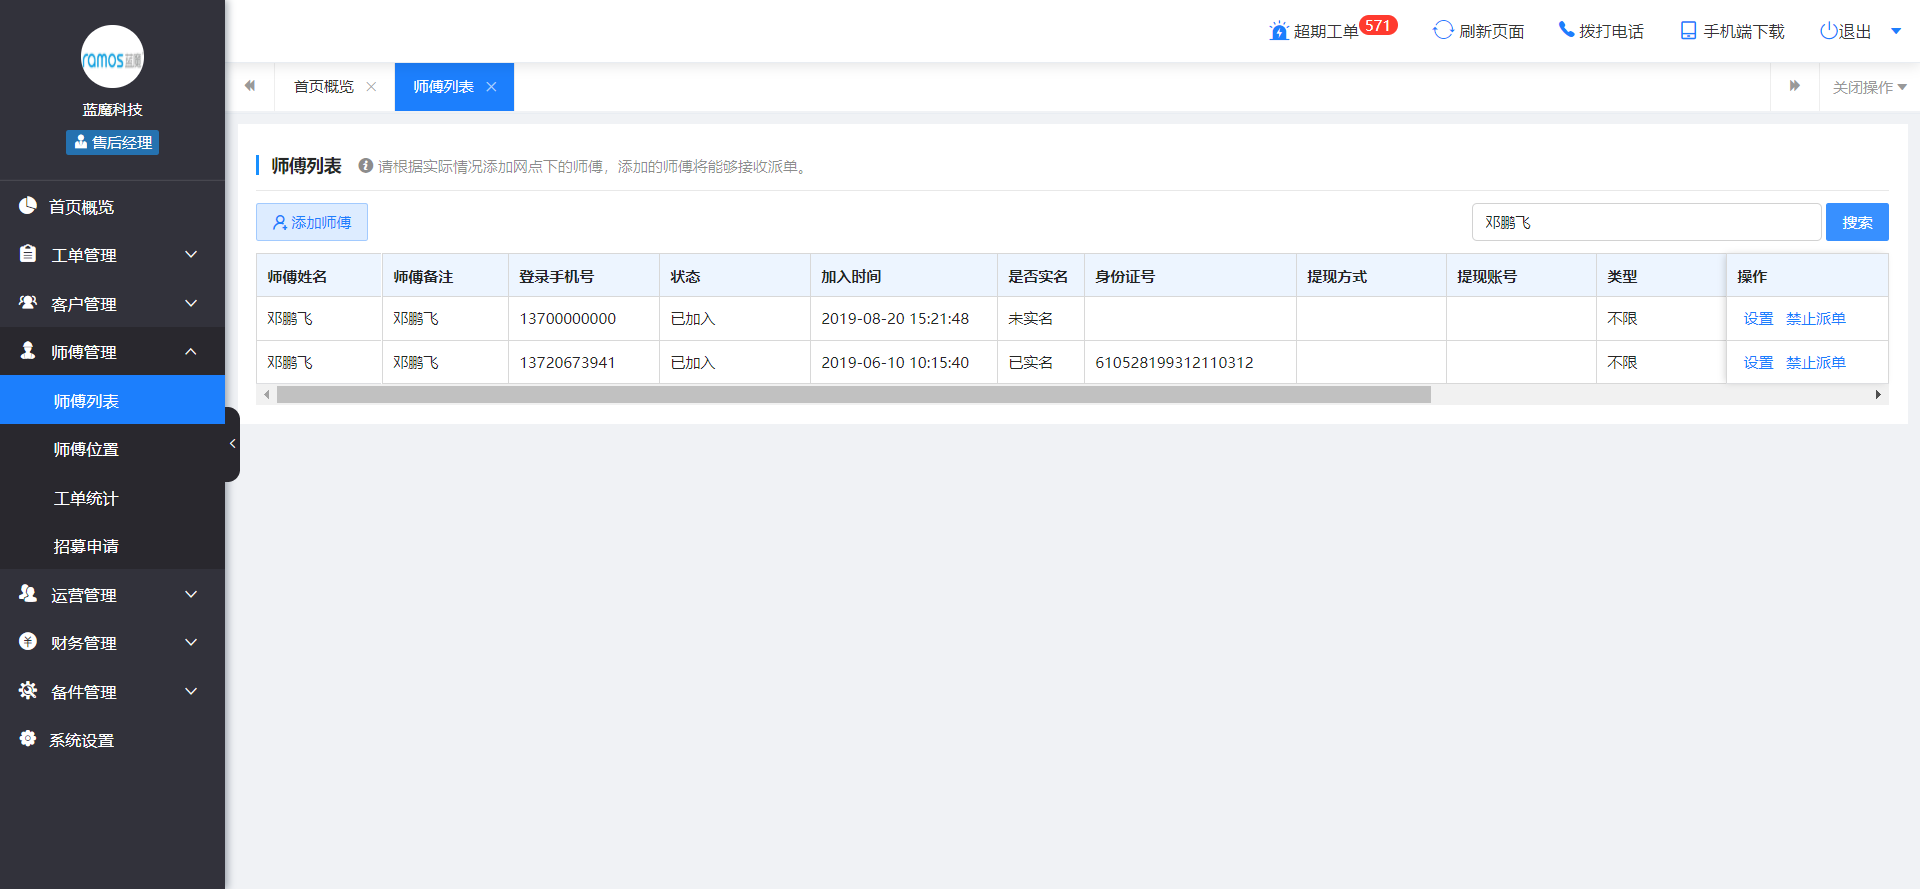 超期工单 571 刷新页面 拨打电话 手机端下载 退出
ramos蓝魔
蓝魔科技
售后经理
首页概览
工单管理
客户管理
师傅管理
师傅列表
师傅位置
工单统计
招募申请
运营管理
财务管理
备件管理
系统设置
首页概览 师傅列表 关闭操作
师傅列表 请根据实际情况添加网点下的师傅，添加的师傅将能够接收派单。
添加师傅 邓鹏飞 搜索
师傅姓名 师傅备注 登录手机号 状态 加入时间 是否实名 身份证号 提现方式 提现账号 类型 操作
邓鹏飞 邓鹏飞 13700000000 已加入 2019-08-20 15:21:48 未实名 不限 设置 禁止派单
邓鹏飞 邓鹏飞 13720673941 已加入 2019-06-10 10:15:40 已实名 610528199312110312 不限 设置 禁止派单